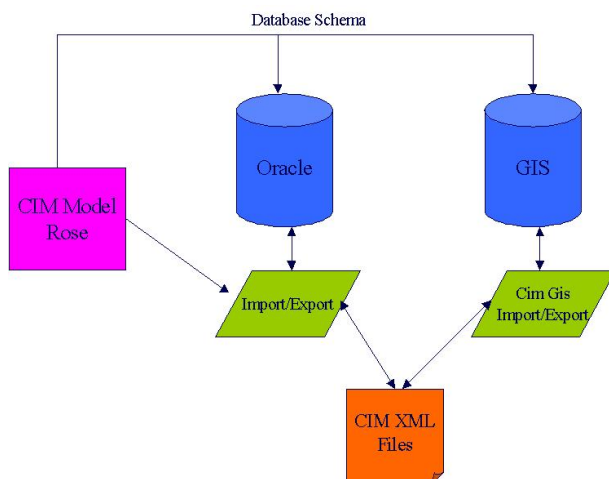 Database Schema
Oracle
GIS
CIM Model
Rose
Import/Export
Cim Gis
Import/Export
CIM XML
Files